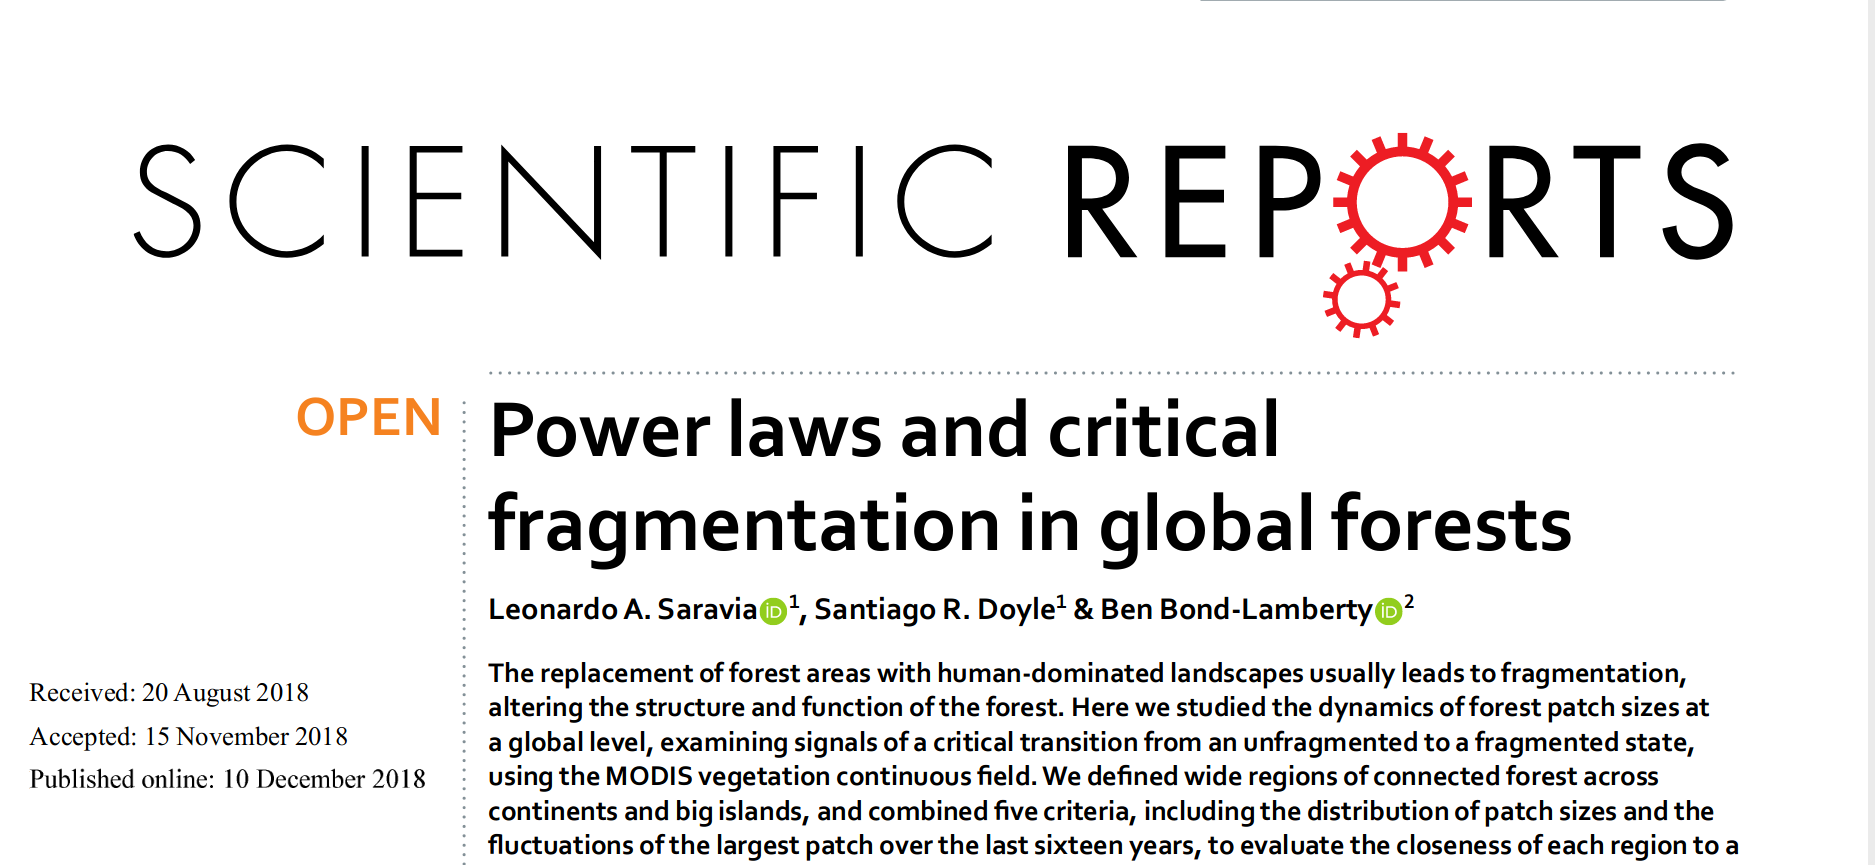 SCIENTIFIC REPORTS
OPEN
Power laws and critical
fragmentation in global forests
Leonardo A. Saravia iD 1, Santiago R. Doyle1 & Ben Bond-Lamberty iD 2
Received: 20 August 2018
Accepted: 15 November 2018
Published online: 10 December 2018
The replacement of forest areas with human-dominated landscapes usually leads to fragmentation,
altering the structure and function of the forest. Here we studied the dynamics of forest patch sizes at
a global level, examining signals of a critical transition from an unfragmented to a fragmented state,
using the MODIS vegetation continuous field. We defined wide regions of connected forest across
continents and big islands, and combined five criteria, including the distribution of patch sizes and the
fluctuations of the largest patch over the last sixteen years, to evaluate the closeness of each region to a